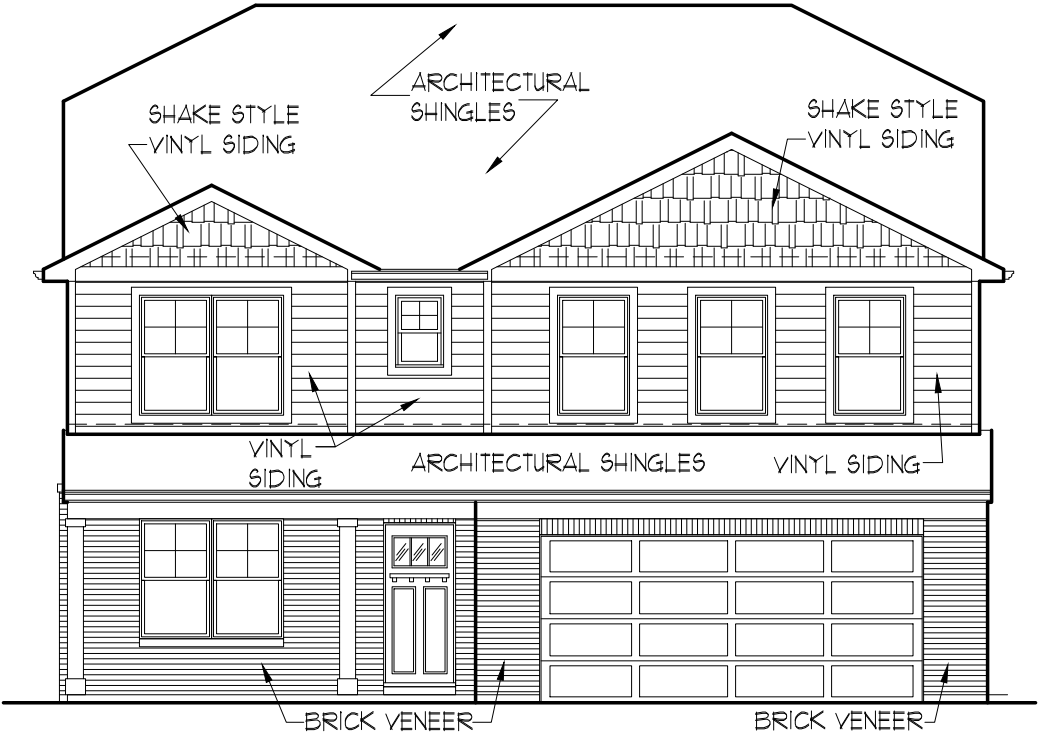 ARCHITECTURAL
SHINGLES
SHAKE STYLE
VINYL SIDING
SHAKE STYLE
VINYL SIDING
VINYL
SIDING
ARCHITECTURAL SHINGLES
VINYL SIDING
BRICK VENEER
BRICK VENEER